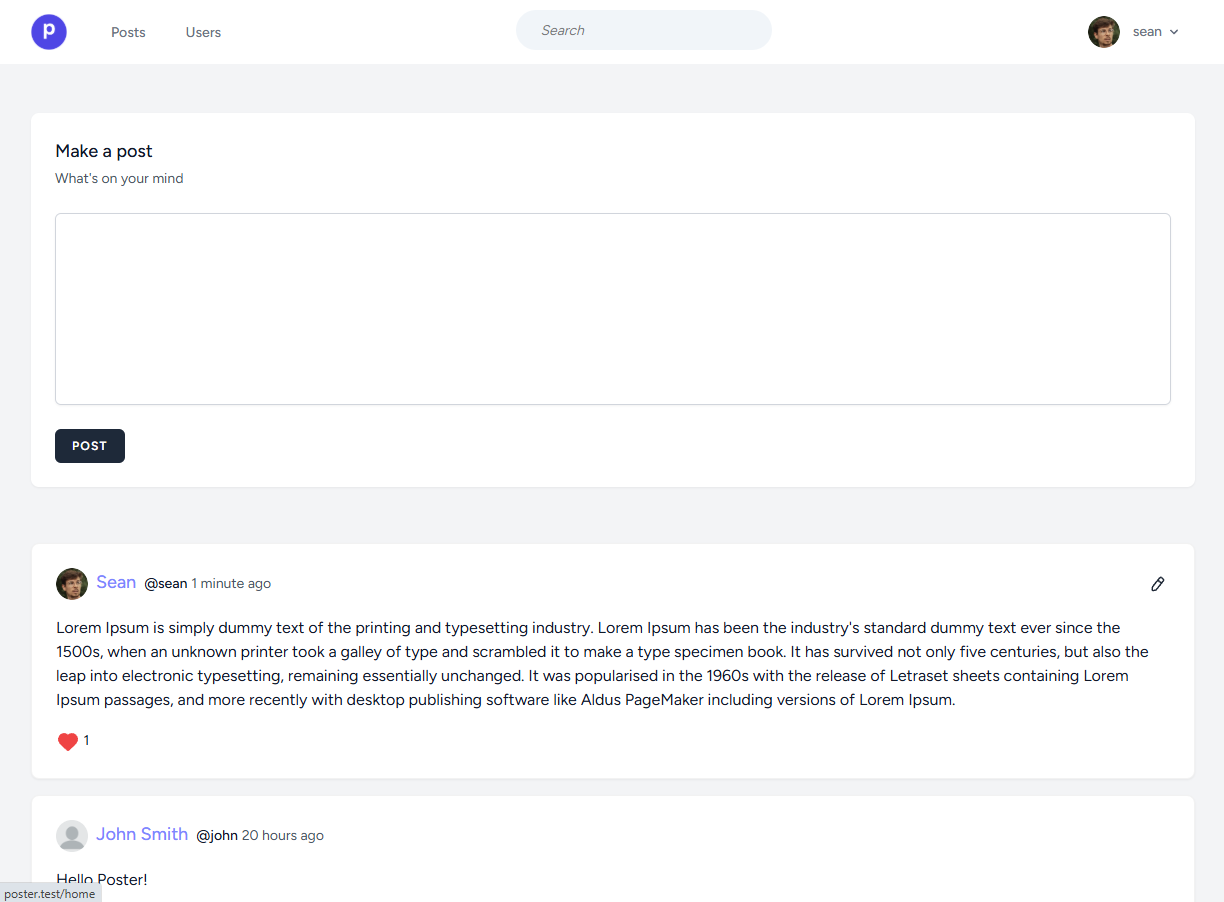 p
Posts
Users
Search
sean
Make a post
What's on your mind
POST
Sean @sean 1 minute ago
Lorem Ipsum is simply dummy text of the printing and typesetting industry. Lorem Ipsum has been the industry's standard dummy text ever since the
1500s, when an unknown printer took a galley of type and scrambled it to make a type specimen book. It has survived not only five centuries, but also the
leap into electronic typesetting, remaining essentially unchanged. It was popularised in the 1960s with the release of Letraset sheets containing Lorem
Ipsum passages, and more recently with desktop publishing software like Aldus PageMaker including versions of Lorem Ipsum.
1
John Smith @john 20 hours ago
Hello Poster!
poster.test/home